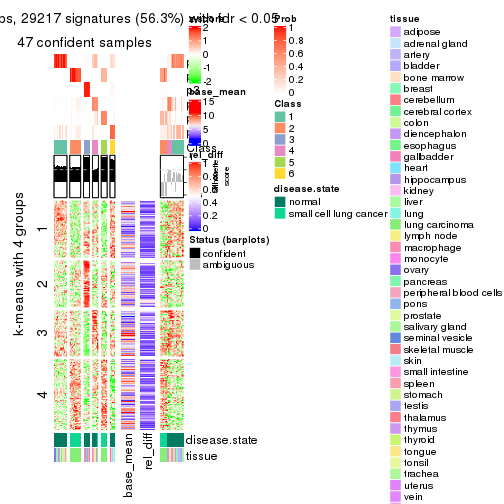 ps, 29217 signatures (56.3%) with fdr < 0.05
47 confident samples
2
1
0
-1
-2
base_mean
15
10
5
0
rel_diff
1
0.8
0.6
0.4
0.2
0
Status (barplots)
confident
ambiguous
Prob
1
0.8
0.6
0.4
0.2
0
Class
1
2
3
4
5
6
disease.state
normal
small cell lung cancer
tissue
adipose
adrenal gland
artery
bladder
bone marrow
breast
cerebellum
cerebral cortex
colon
diencephalon
esophagus
gallbadder
heart
hippocampus
kidney
liver
lung
lung carcinoma
lymph node
macrophage
monocyte
ovary
pancreas
peripheral blood cells
pons
prostate
salivary gland
seminal vesicle
skeletal muscle
skin
small intestine
spleen
stomach
testis
thalamus
thymus
thyroid
tongue
tonsil
trachea
uterus
vein
Class
score
k-means with 4 groups
1
2
3
4
disease.state
tissue
base_mean
rel_diff